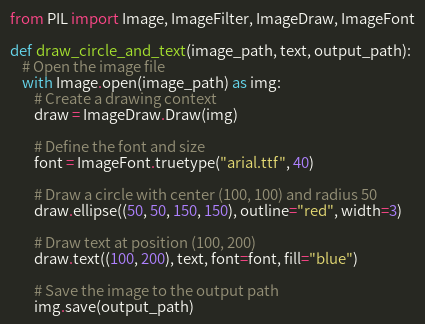 from PIL import Image, ImageFilter, ImageDraw, ImageFont
def draw_circle_and_text(image_path, text, output_path):
# Open the image file
with Image.open(image_path) as img:
# Create a drawing context
draw = ImageDraw.Draw(img)
# Define the font and size
font = ImageFont.truetype("arial.ttf", 40)
# Draw a circle with center (100, 100) and radius 50
draw.ellipse((50, 50, 150, 150), outline="red", width=3)
# Draw text at position (100, 200)
draw.text((100, 200), text, font=font, fill="blue")
# Save the image to the output path
img.save(output_path)